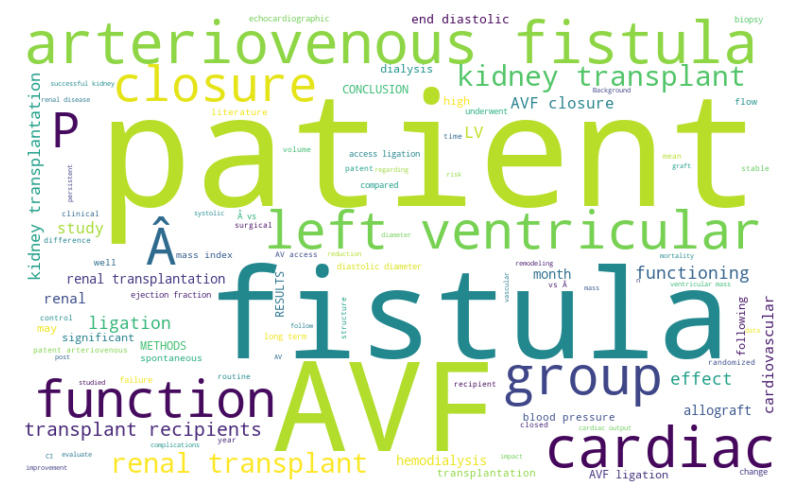 echocardiographic
end diastolic
biopsy
arteriovenous fistula
closure
dialysis
kidney transplant
successful kidney
renal disease
CONCLUSION
Background
high
AVF closure
flow
literature
underwent
P
patient
LV
time
volume
access ligation
mean
kidney transplantation
persistent
patent
regarding
graft
stable
compared
risk
clinical
systolic
Â vs
surgical
study
Â
left ventricular
difference
diameter
well
mass index
AV access
reduction
remodeling
mortality
renal transplantation
diastolic diameter
fistula
month
functioning
renal
ejection fraction
RESULTS
vascular
vs Â
mass
n
ventricular mass
control
may
ligation
follow
structure
cardiovascular
following
significant
METHODS
long term
randomized
data
patent arteriovenous
spontaneous
post
AV
AVF
group
studied
failure
routine
recipient
effect
function
allograft
transplant recipients
year
blood pressure
closed
cardiac output
cardiac
complications
CI
evaluate
renal transplant
hemodialysis
impact
improvement
transplantation
AVF ligation
change